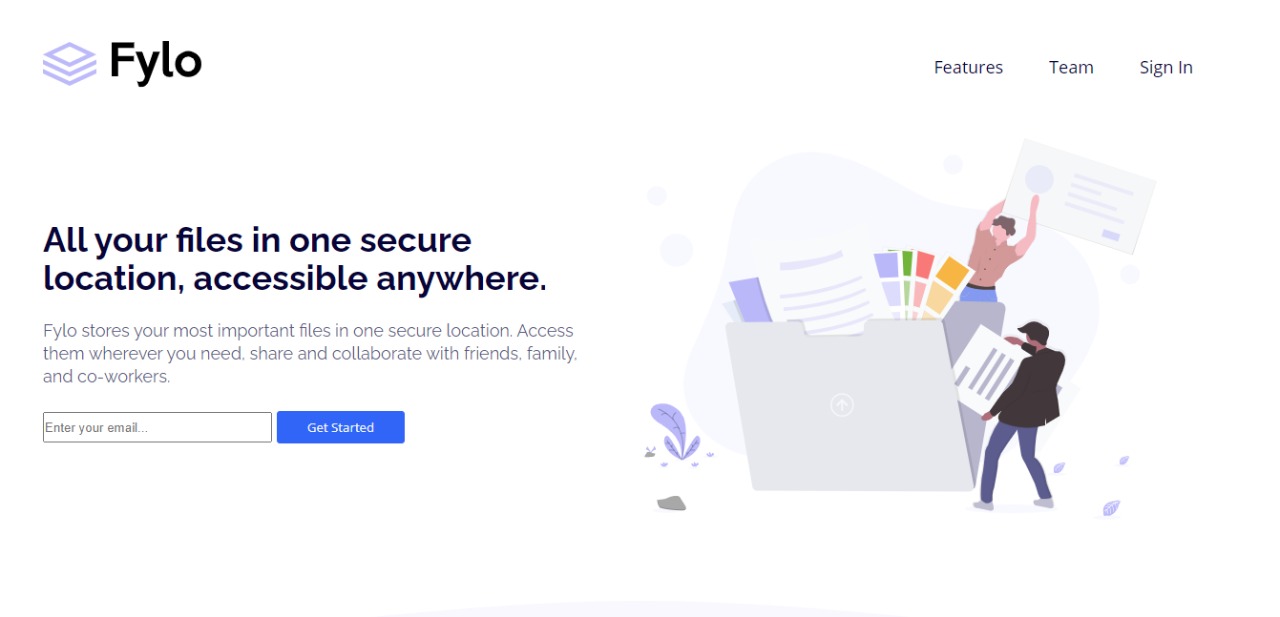 Fylo
Features
Team
Sign In
All your files in one secure
location, accessible anywhere.
Fylo stores your most important files in one secure location. Access
them wherever you need, share and collaborate with friends, family,
and co-workers.
Enter your email...
Get Started